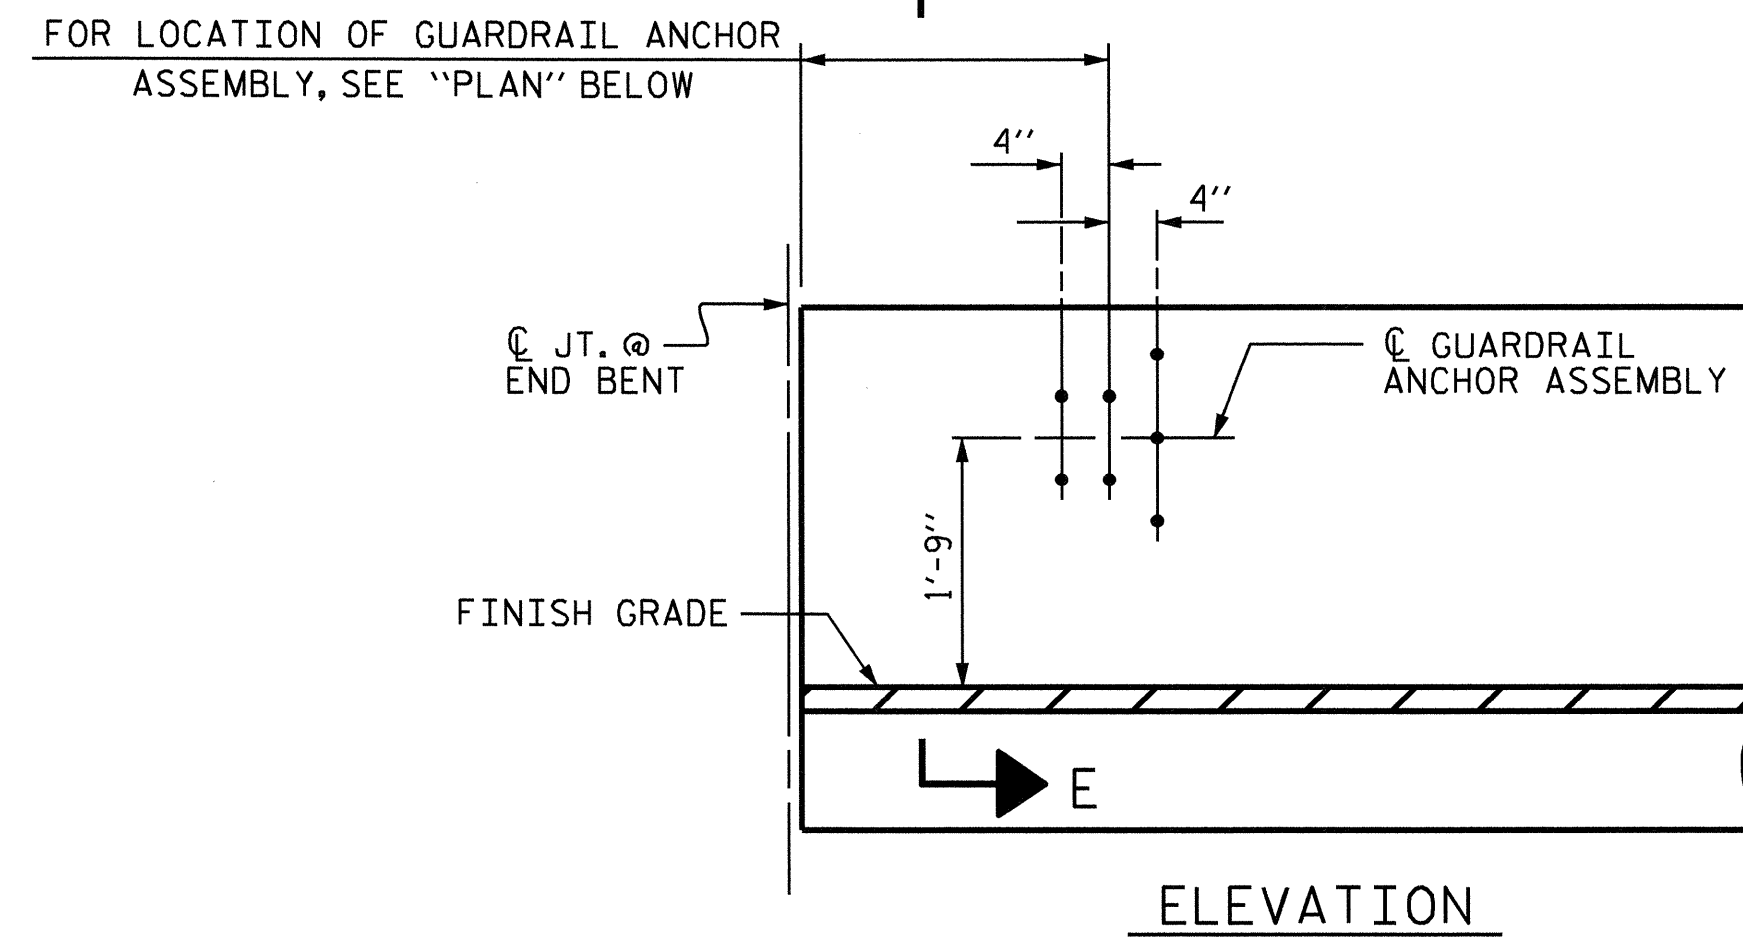 FOR LOCATION OF GUARDRAIL ANCHOR
ASSEMBLY, SEE "PLAN" BELOW
4"
4"
℄ JT. @
END BENT
℄ GUARDRAIL
ANCHOR ASSEMBLY
1'-9"
FINISH GRADE
E
ELEVATION